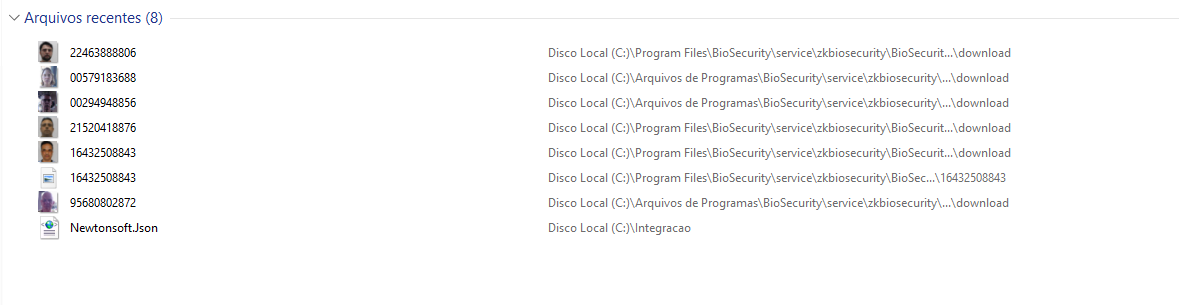 Arquivos recentes (8)
22463888806 Disco Local (C:)\Program Files\BioSecurity\service\zkbiosecurity\BioSecurit...\download
00579183688 Disco Local (C:)\Arquivos de Programas\BioSecurity\service\zkbiosecurity\...\download
00294948856 Disco Local (C:)\Arquivos de Programas\BioSecurity\service\zkbiosecurity\...\download
21520418876 Disco Local (C:)\Program Files\BioSecurity\service\zkbiosecurity\BioSecurit...\download
16432508843 Disco Local (C:)\Program Files\BioSecurity\service\zkbiosecurity\BioSecurit...\download
16432508843 Disco Local (C:)\Program Files\BioSecurity\service\zkbiosecurity\BioSec...\16432508843
95680802872 Disco Local (C:)\Arquivos de Programas\BioSecurity\service\zkbiosecurity\...\download
Newtonsoft.Json Disco Local (C:)\Integracao